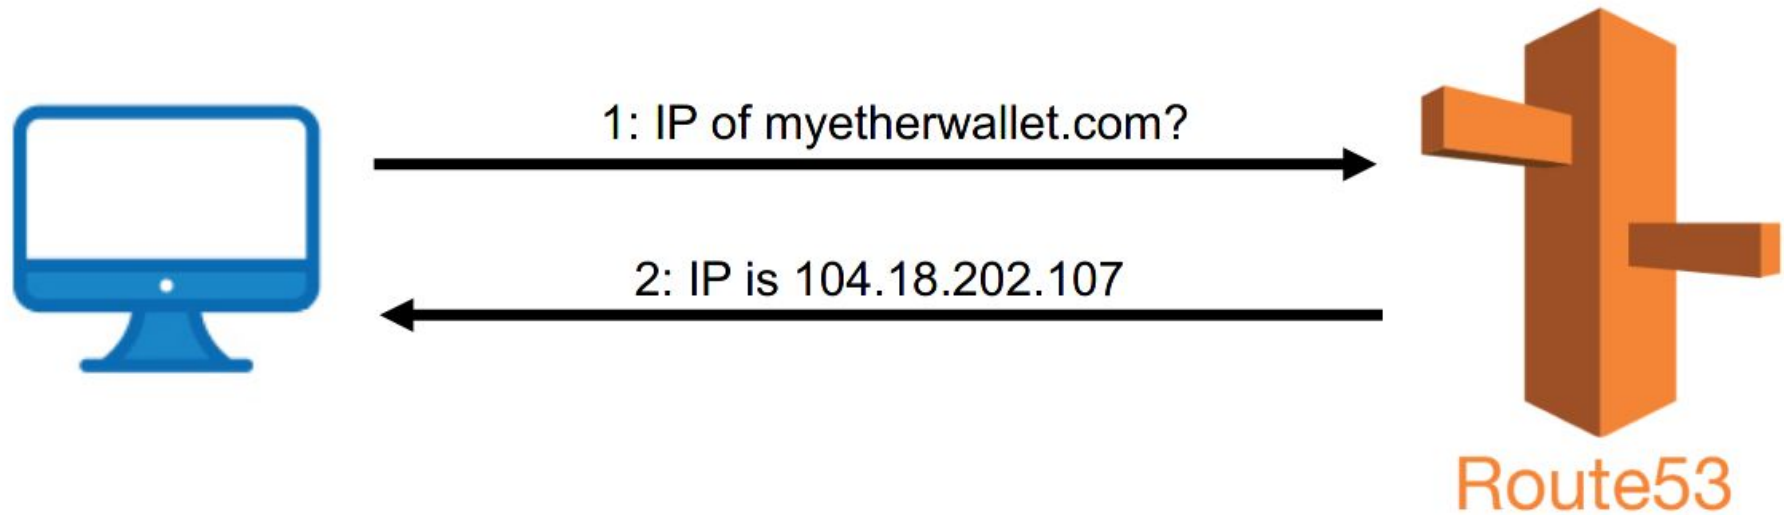 1: IP of myetherwallet.com?
2: IP is 104.18.202.107
Route53